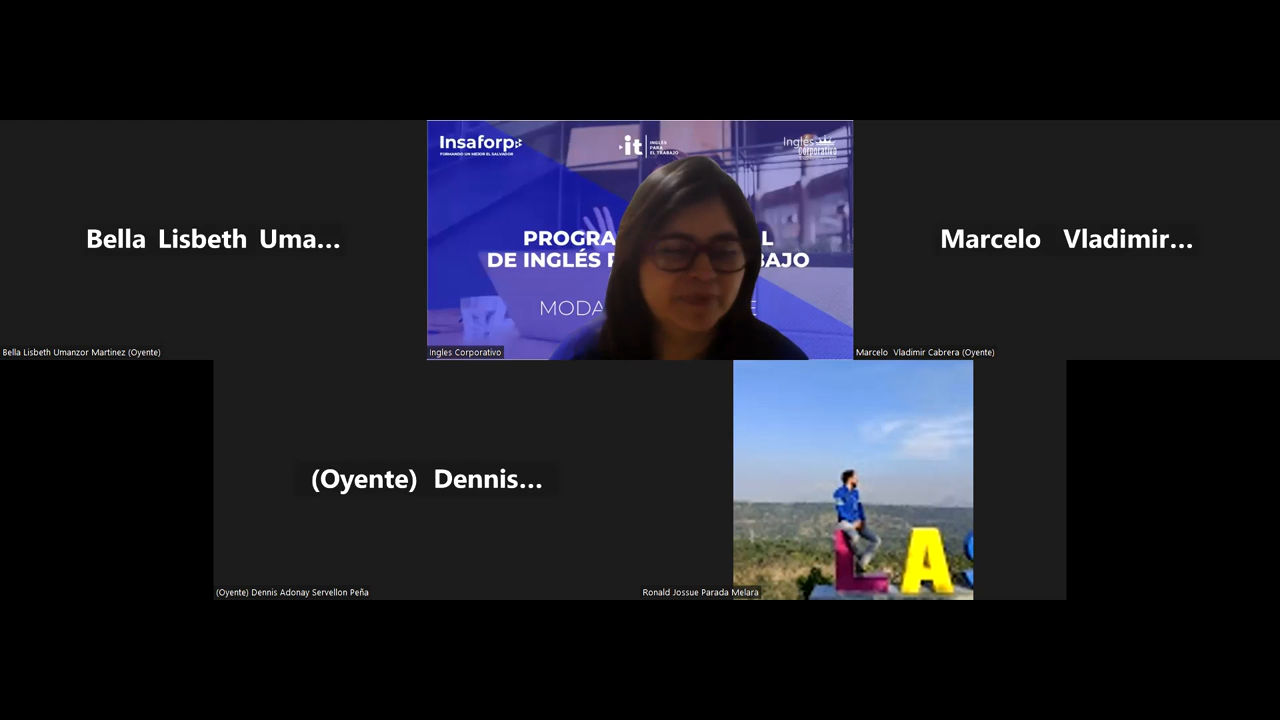 Bella Lisbeth Uma...
Bella Lisbeth Umanzor Martinez (Oyente)
Insaforp
FORMANDO UN MEJOR EL SALVADOR
it INGLÉS
PARA
EL TRABAJO
Inglés
corporativo
PROGRA L
DE INGLÉS P BAJO
MODA E
Ingles Corporativo
Marcelo Vladimir...
Marcelo Vladimir Cabrera (Oyente)
(Oyente) Dennis...
(Oyente) Dennis Adonay Servellon Peña
LA
Ronald Jossue Parada Melara